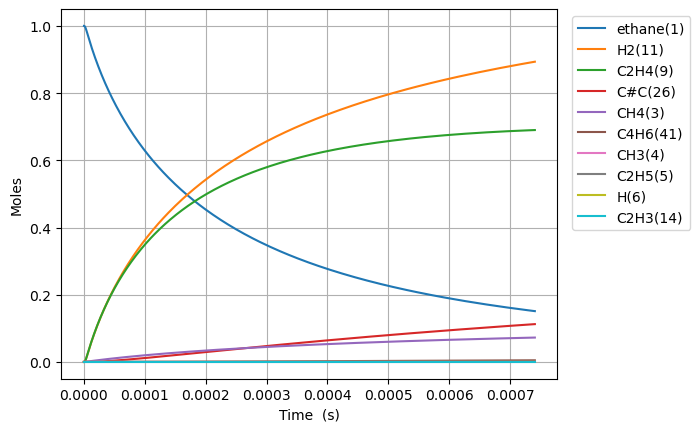 1.0
0.8
0.6
0.4
0.2
0.0
Moles
0.0000 0.0001 0.0002 0.0003 0.0004 0.0005 0.0006 0.0007
Time (s)
ethane(1)
H2(11)
C2H4(9)
C#C(26)
CH4(3)
C4H6(41)
CH3(4)
C2H5(5)
H(6)
C2H3(14)